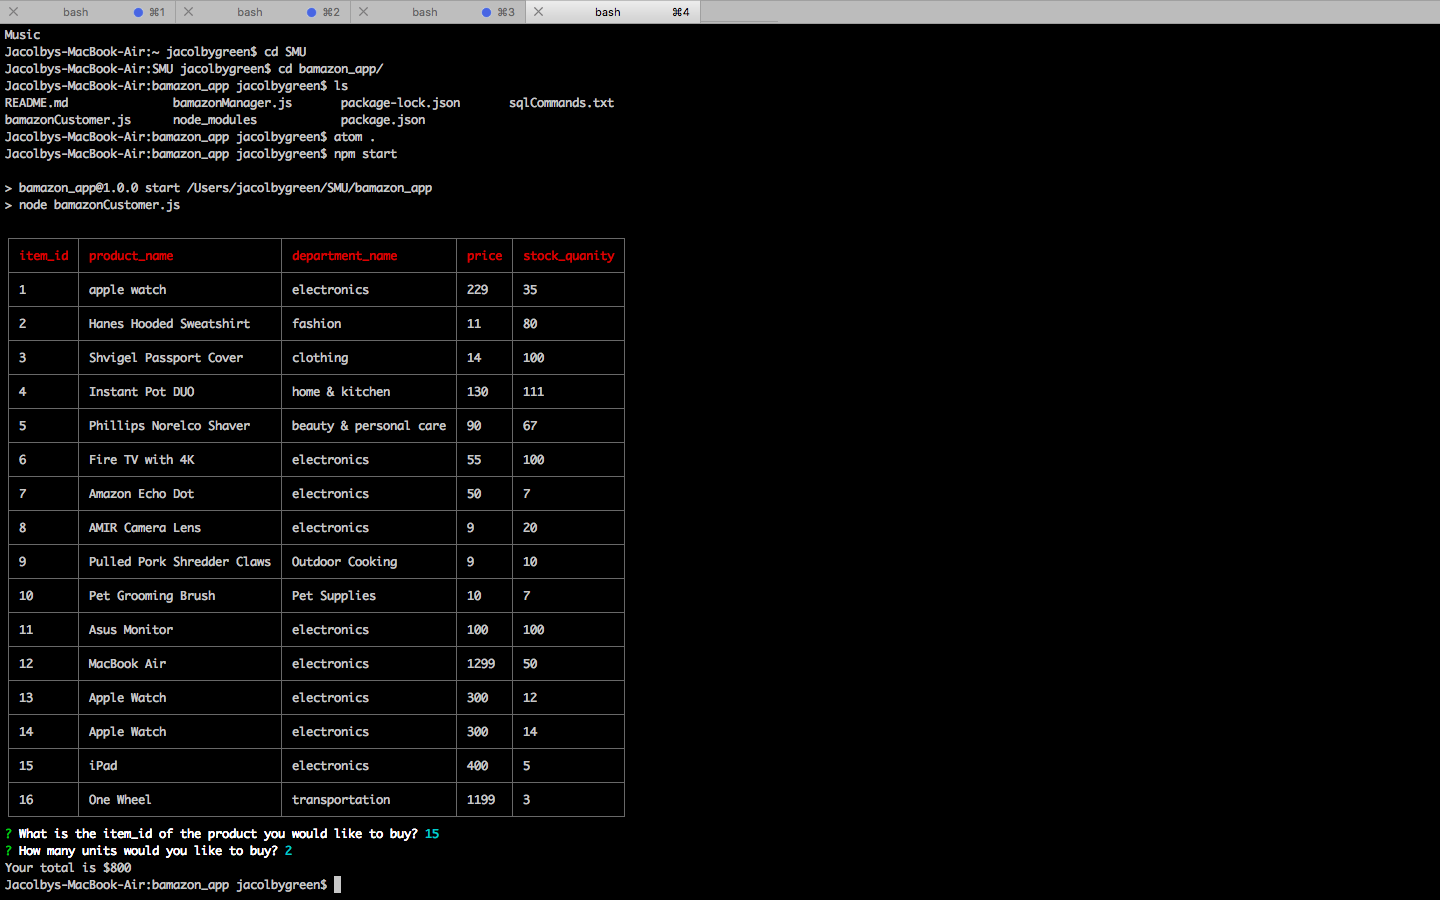 bash ⌘1 bash ⌘2 bash ⌘3 bash ⌘4
Music
Jacolbys-MacBook-Air:~ jacolbygreen$ cd SMU
Jacolbys-MacBook-Air:SMU jacolbygreen$ cd bamazon_app/
Jacolbys-MacBook-Air:bamazon_app jacolbygreen$ ls
README.md bamazonManager.js package-lock.json sqlCommands.txt
bamazonCustomer.js node_modules package.json
Jacolbys-MacBook-Air:bamazon_app jacolbygreen$ atom .
Jacolbys-MacBook-Air:bamazon_app jacolbygreen$ npm start
> bamazon_app@1.0.0 start /Users/jacolbygreen/SMU/bamazon_app
> node bamazonCustomer.js
item_id product_name department_name price stock_quanity
1 apple watch electronics 229 35
2 Hanes Hooded Sweatshirt fashion 11 80
3 Shvigel Passport Cover clothing 14 100
4 Instant Pot DUO home & kitchen 130 111
5 Phillips Norelco Shaver beauty & personal care 90 67
6 Fire TV with 4K electronics 55 100
7 Amazon Echo Dot electronics 50 7
8 AMIR Camera Lens electronics 9 20
9 Pulled Pork Shredder Claws Outdoor Cooking 9 10
10 Pet Grooming Brush Pet Supplies 10 7
11 Asus Monitor electronics 100 100
12 MacBook Air electronics 1299 50
13 Apple Watch electronics 300 12
14 Apple Watch electronics 300 14
15 iPad electronics 400 5
16 One Wheel transportation 1199 3
? What is the item_id of the product you would like to buy? 15
? How many units would you like to buy? 2
Your total is $800
Jacolbys-MacBook-Air:bamazon_app jacolbygreen$